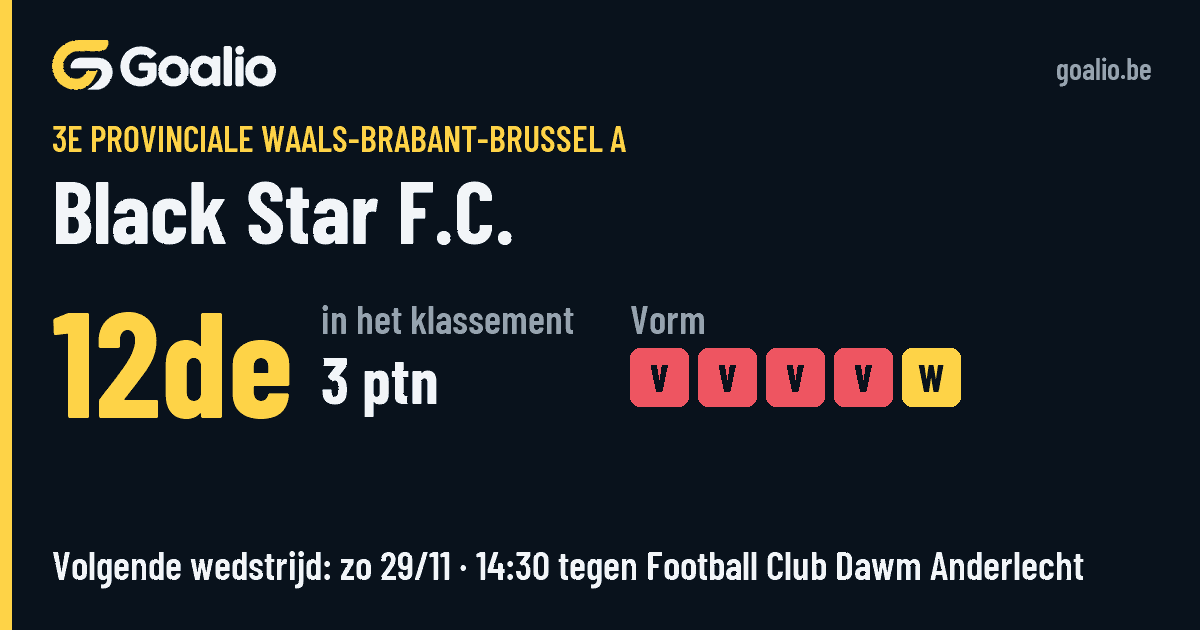 Goalio
goalio.be
3E PROVINCIALE WAALS-BRABANT-BRUSSEL A
Black Star F.C.
12de
in het klassement
3 ptn
Vorm
V V V V W
Volgende wedstrijd: zo 29/11 · 14:30 tegen Football Club Dawm Anderlecht